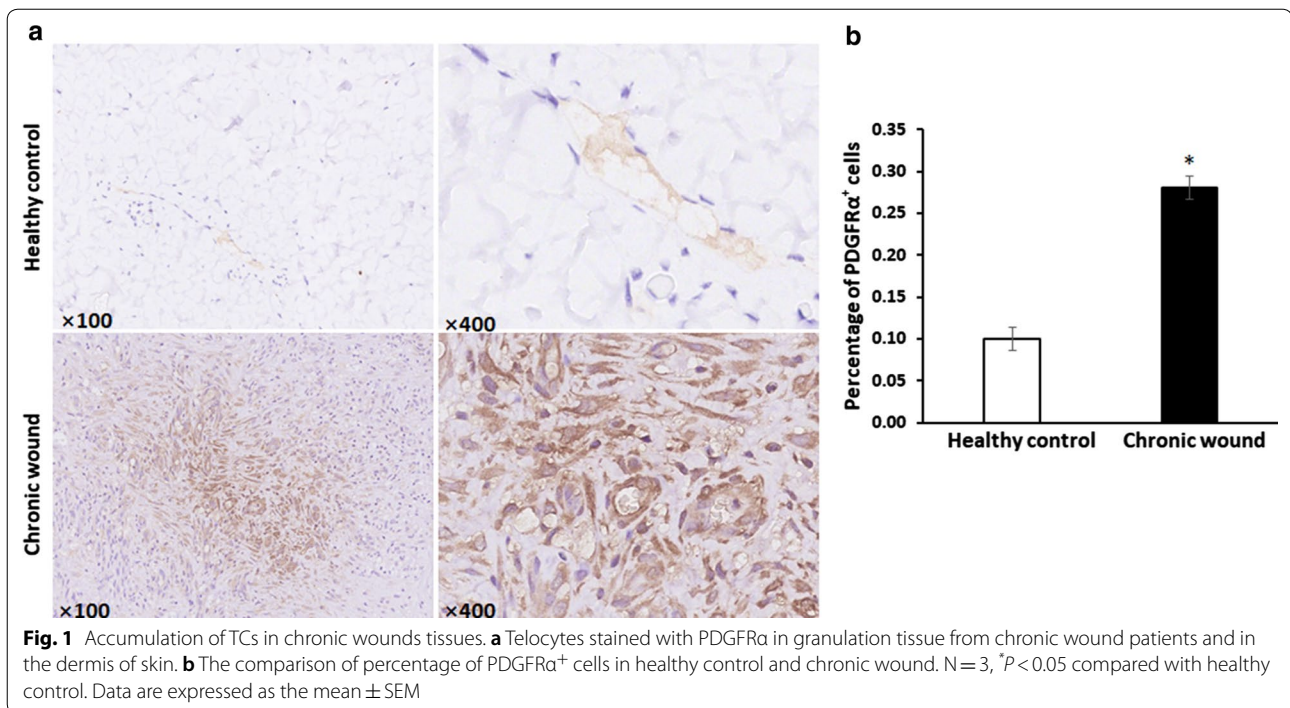 a
Healthy control
×100
×400
Chronic wound
×100
×400
b
Percentage of PDGFRα⁺ cells
0.35
0.30
0.25
0.20
0.15
0.10
0.05
0.00
*
Healthy control
Chronic wound
Fig. 1 Accumulation of TCs in chronic wounds tissues. a Telocytes stained with PDGFRα in granulation tissue from chronic wound patients and in
the dermis of skin. b The comparison of percentage of PDGFRα⁺ cells in healthy control and chronic wound. N = 3, *P < 0.05 compared with healthy
control. Data are expressed as the mean ± SEM